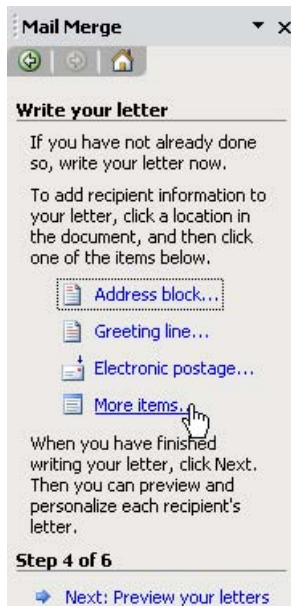 Mail Merge
Write your letter
If you have not already done
so, write your letter now.
To add recipient information to
your letter, click a location in
the document, and then click
one of the items below.
Address block...
Greeting line...
Electronic postage...
More items...
When you have finished
writing your letter, click Next.
Then you can preview and
personalize each recipient's
letter.
Step 4 of 6
Next: Preview your letters